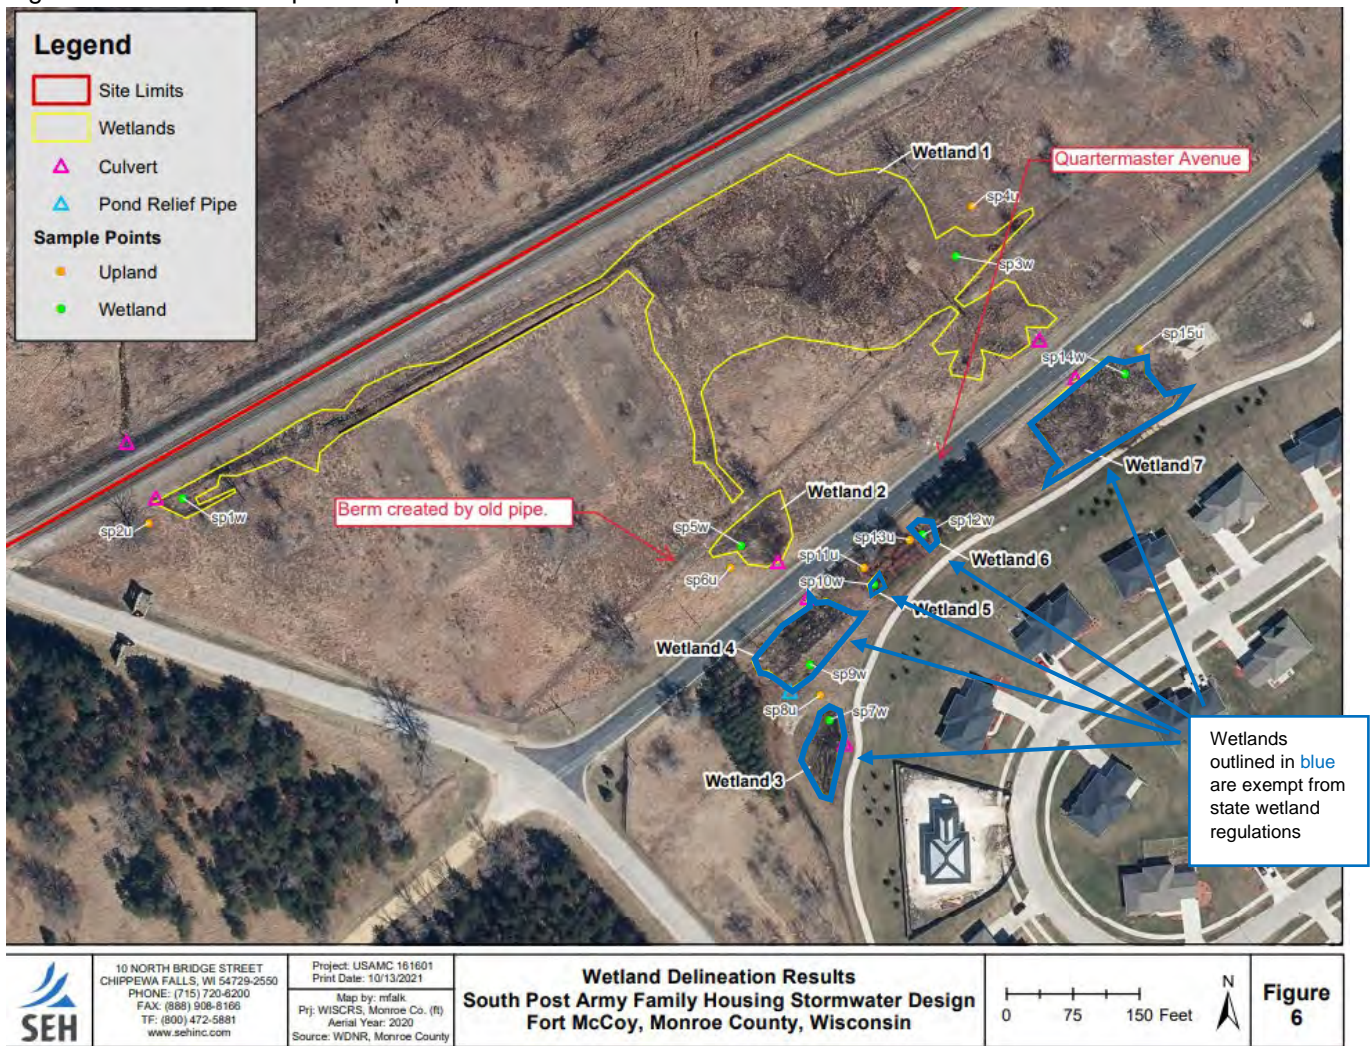 Legend
Site Limits
Wetlands
Culvert
Pond Relief Pipe
Sample Points
Upland
Wetland
Wetland 1
Quartermaster Avenue
sp4u
sp3w
sp15u
sp14w
Wetland 7
Wetland 2
Berm created by old pipe.
sp1w
sp2u
sp5w
sp6u
sp12w
sp13u
sp11u
sp10w
Wetland 6
Wetland 5
Wetland 4
sp9w
sp8u
sp7w
Wetland 3
Wetlands
outlined in blue
are exempt from
state wetland
regulations
SEH
10 NORTH BRIDGE STREET
CHIPPEWA FALLS, WI 54729-2550
PHONE: (715) 720-6200
FAX: (888) 908-8166
TF: (800) 472-5881
www.sehinc.com
Project: USAMC 161601
Print Date: 10/13/2021
Map by: mfalk
Prj: WISCRS, Monroe Co. (ft)
Aerial Year: 2020
Source: WDNR, Monroe County
Wetland Delineation Results
South Post Army Family Housing Stormwater Design
Fort McCoy, Monroe County, Wisconsin
0 75 150 Feet
N
Figure
6